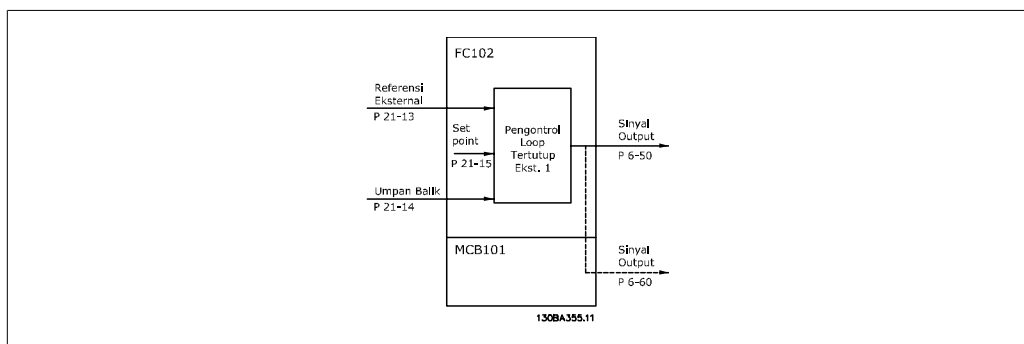 FC102
Referensi
Eksternal
P 21-13
Set
point
P 21-15
Umpan Balik
P 21-14
Pengontrol
Loop
Tertutup
Ekst. 1
Sinyal
Output
P 6-50
MCB101
Sinyal
Output
P 6-60
130BA355.11